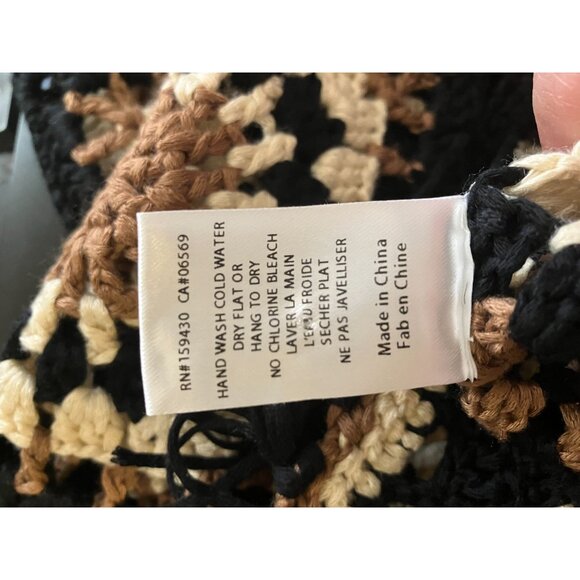 RN#159430 CA#06569
HAND WASH COLD WATER
DRY FLAT OR
HANG TO DRY
NO CHLORINE BLEACH
LAVER LA MAIN
L'EAU FROIDE
SECHER PLAT
NE PAS JAVELLISER
Made in China
Fab en Chine